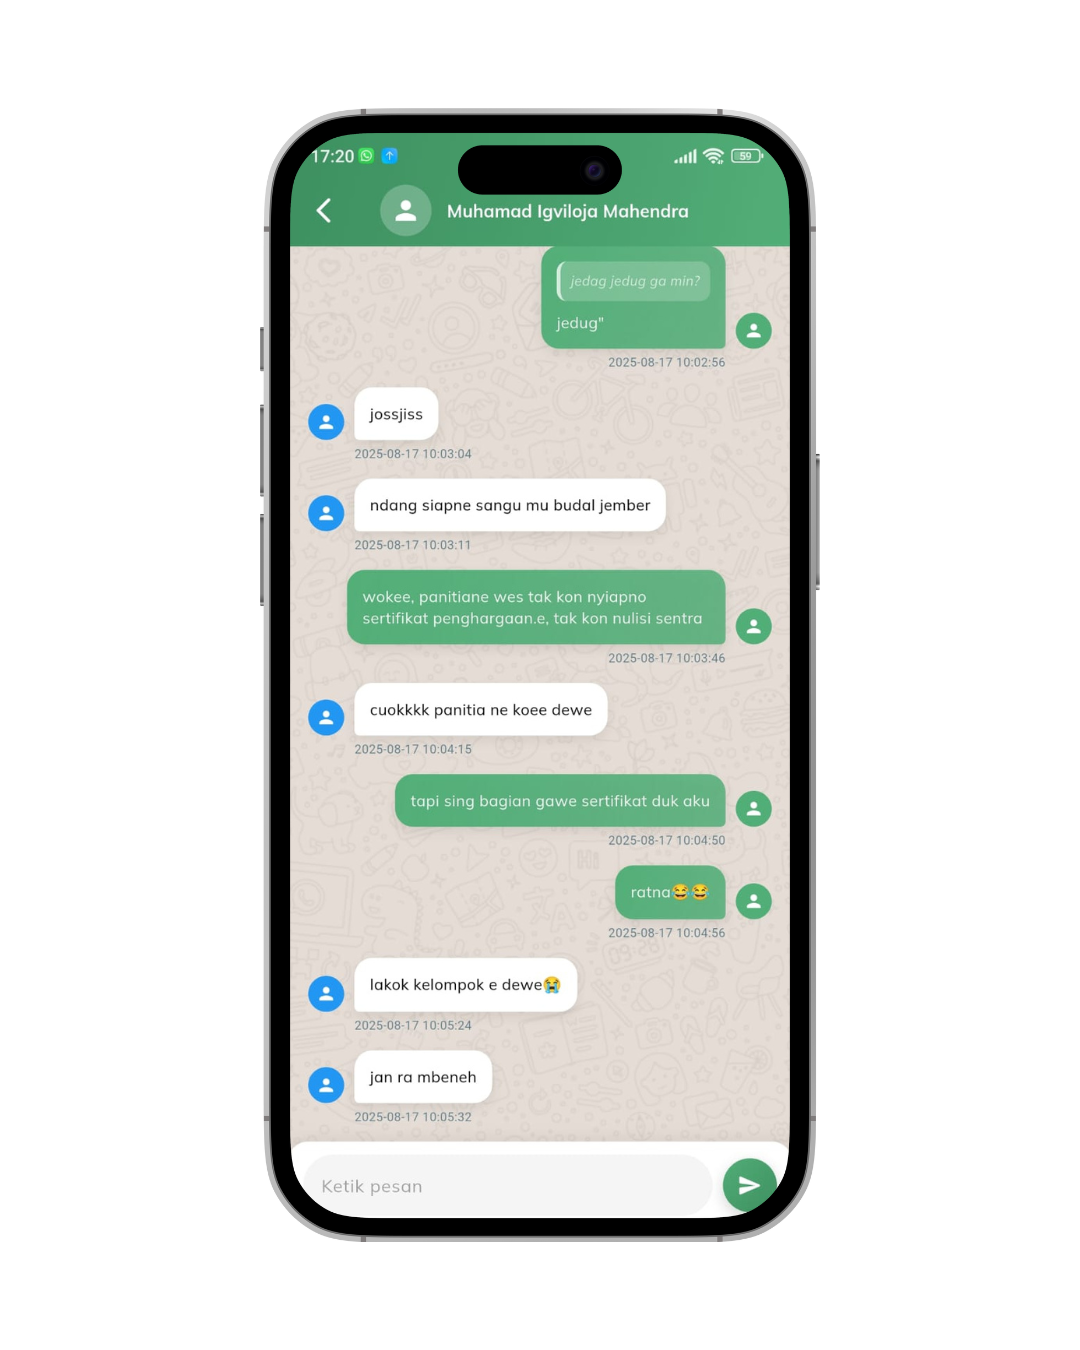 17:20
59
Muhamad Igviloja Mahendra
jedag jedug ga min?
jedug"
2025-08-17 10:02:56
jossjiss
2025-08-17 10:03:04
ndang siapne sangu mu budal jember
2025-08-17 10:03:11
wokee, panitiane wes tak kon nyiapno
sertifikat penghargaan.e, tak kon nulisi sentra
2025-08-17 10:03:46
cuokkkk panitia ne koee dewe
2025-08-17 10:04:15
tapi sing bagian gawe sertifikat duk aku
2025-08-17 10:04:50
ratna😂😂
2025-08-17 10:04:56
lakok kelompok e dewe😭
2025-08-17 10:05:24
jan ra mbeneh
2025-08-17 10:05:32
Ketik pesan